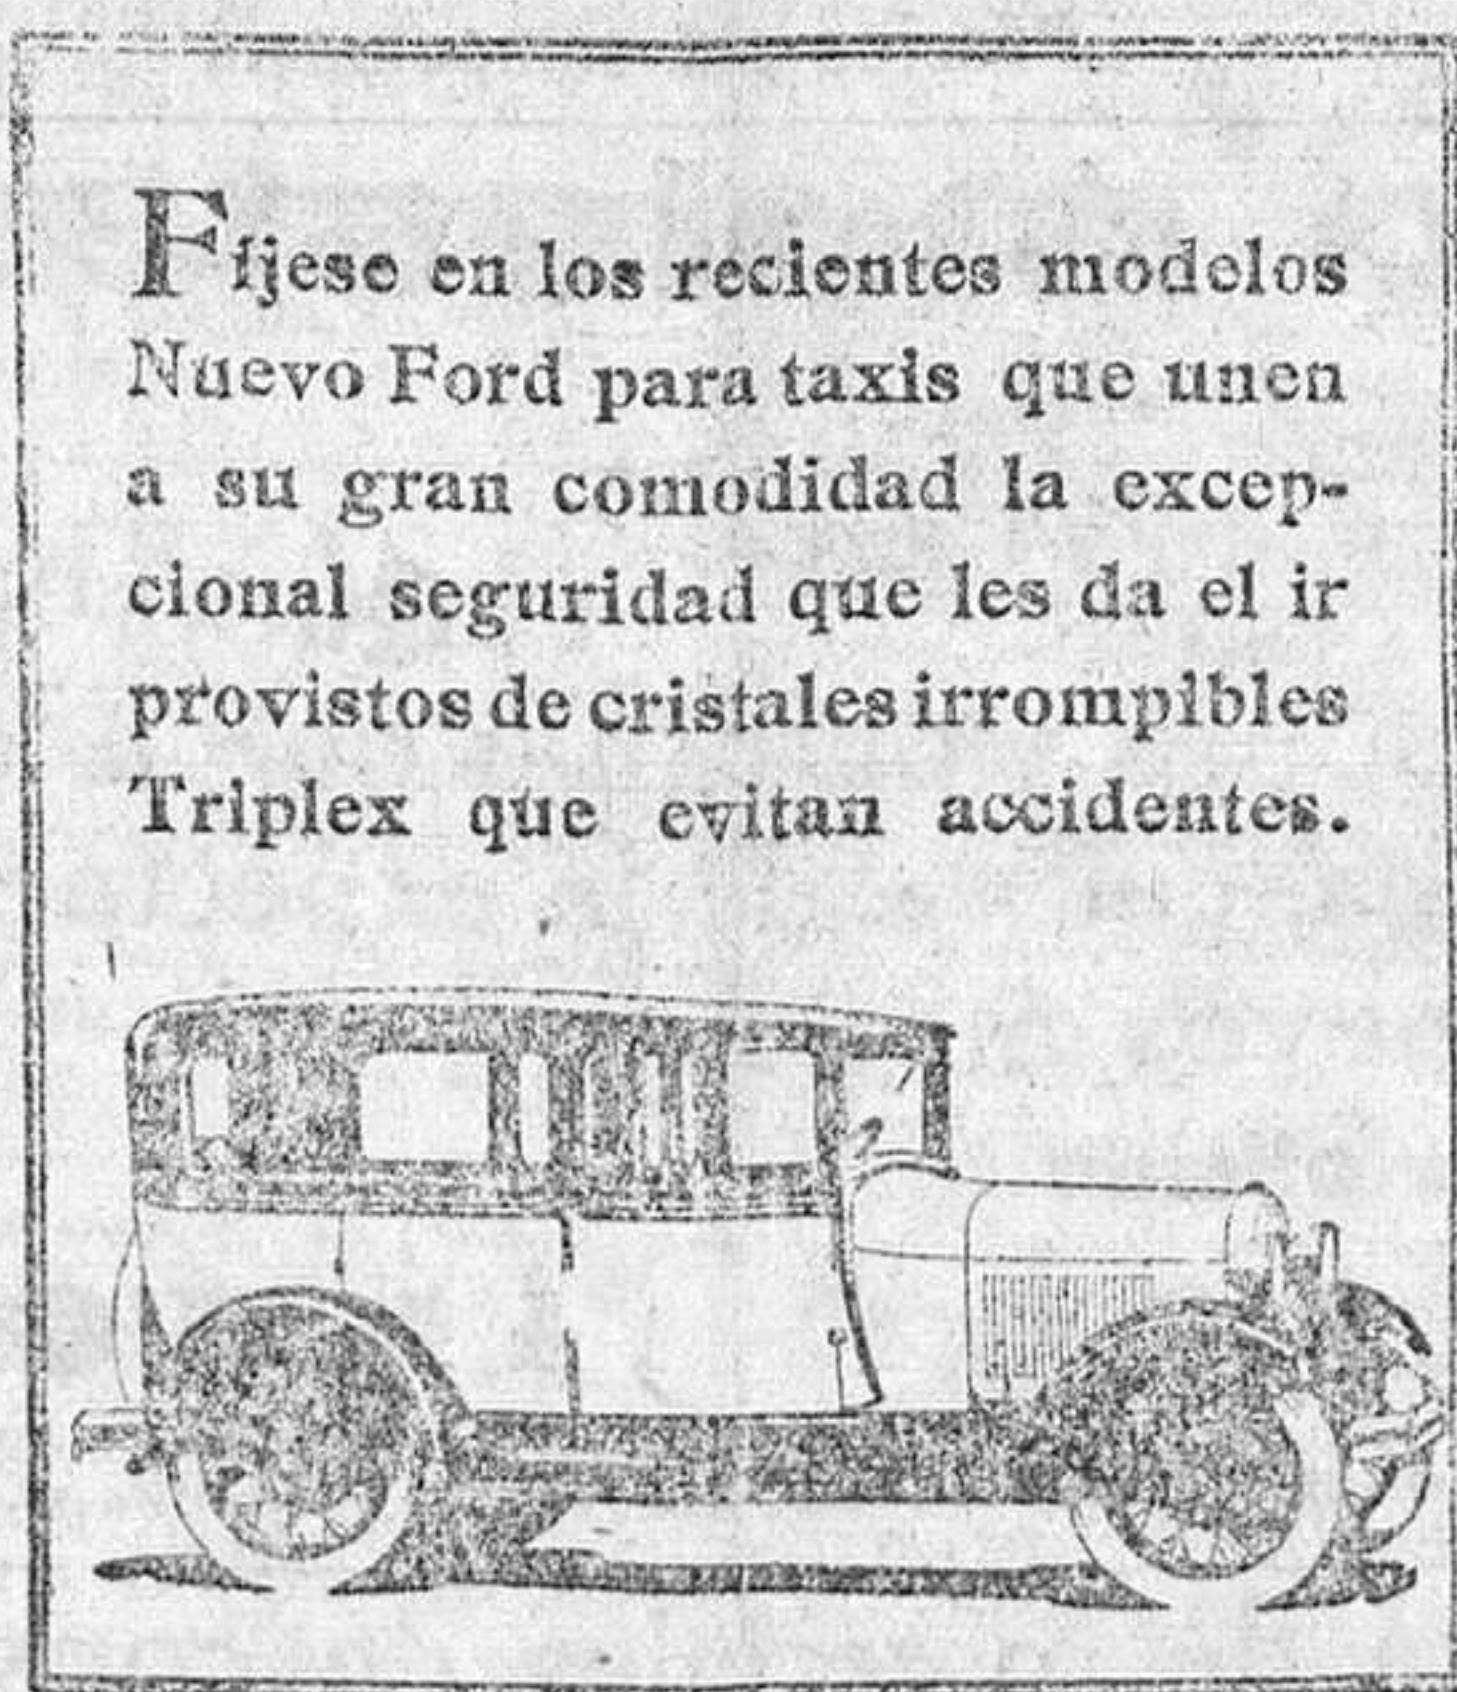 Fíjese en los recientes modelos
Nuevo Ford para taxis que unen
a su gran comodidad la excep-
cional seguridad que les da el ir
provistos de cristales irrompibles
Triplex que evitan accidentes.